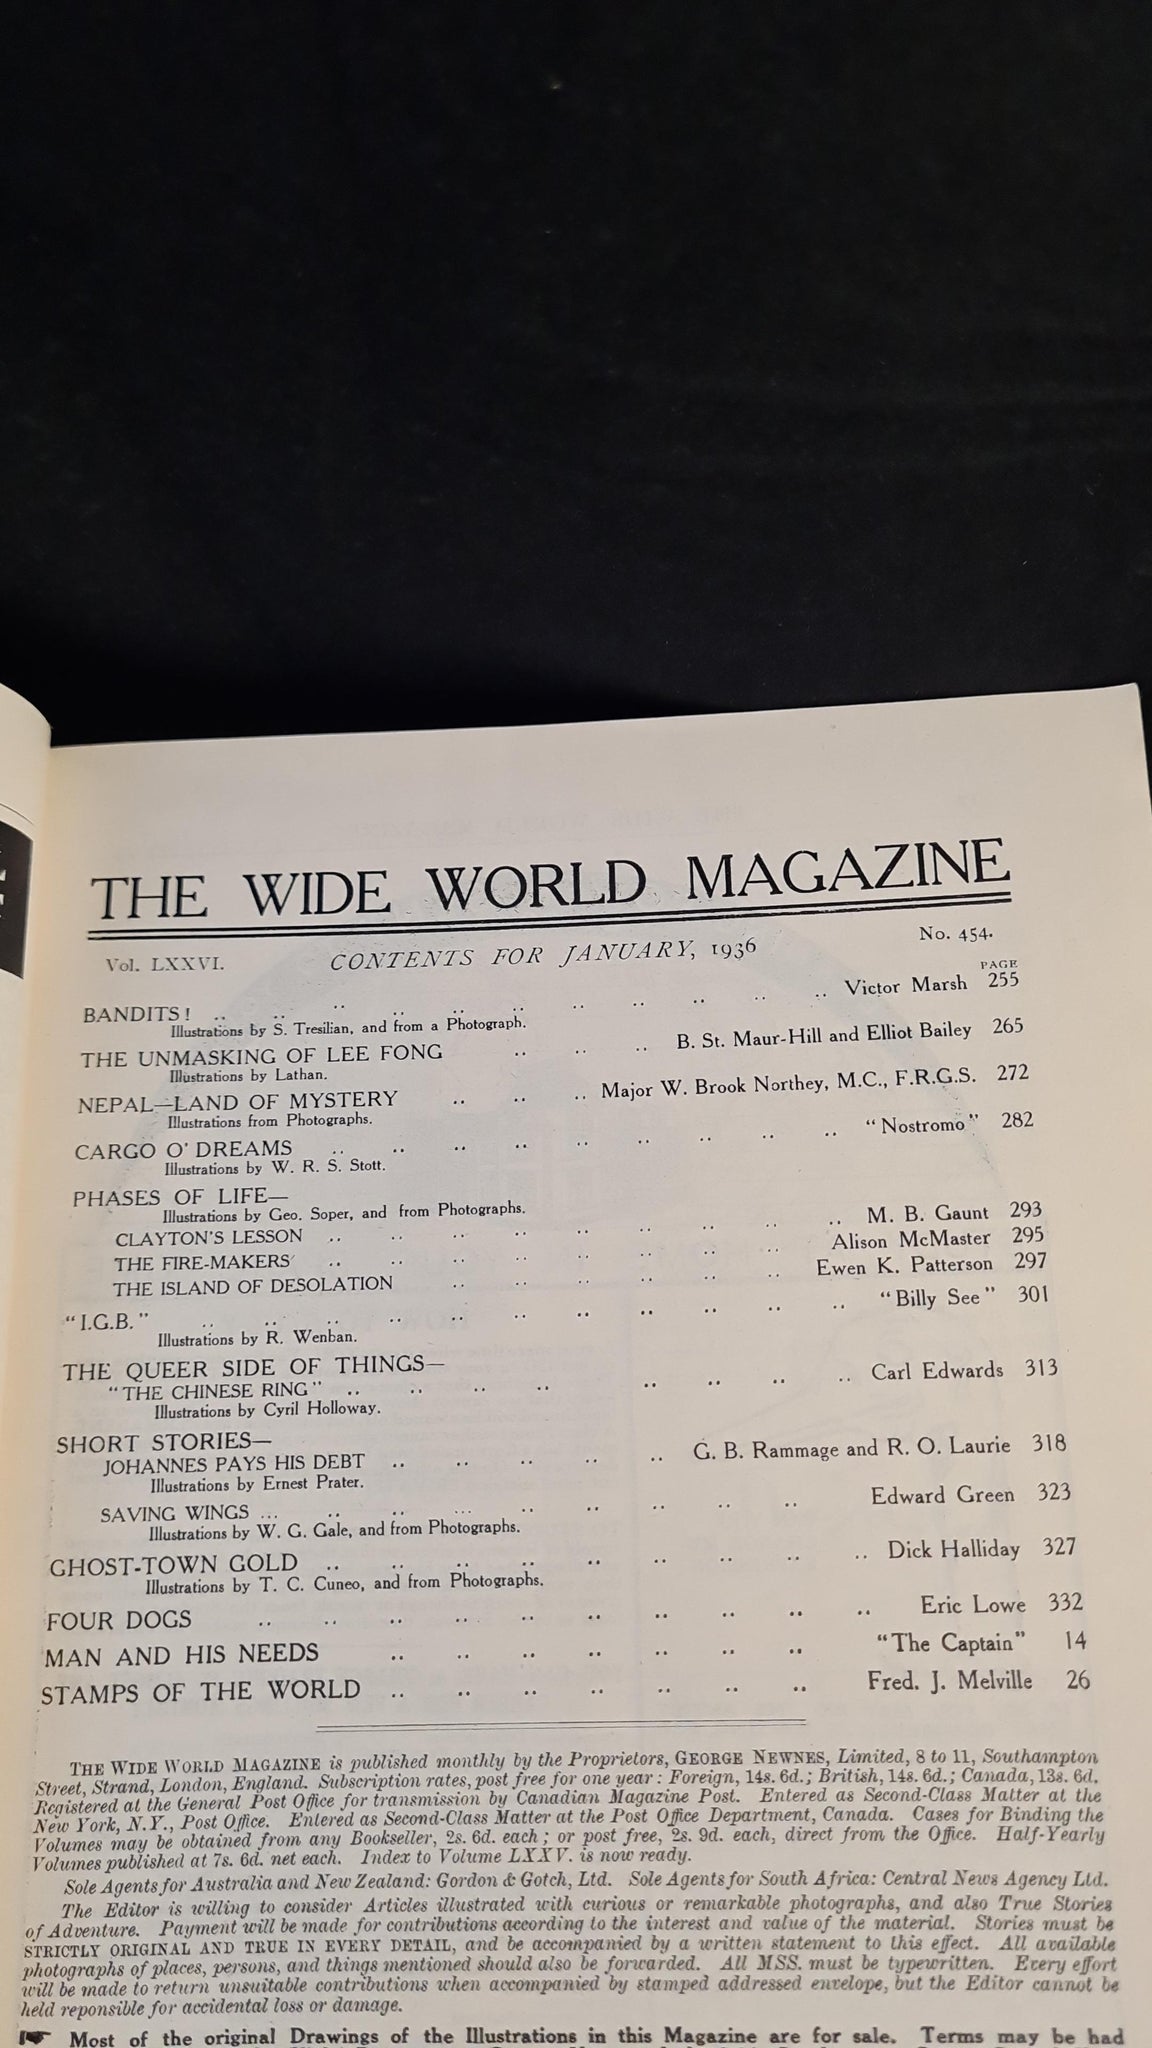 THE WIDE WORLD MAGAZINE
Vol. LXXVI. CONTENTS FOR JANUARY, 1936 No. 454.
PAGE
BANDITS! .. .. .. .. .. .. .. .. .. .. Victor Marsh 255
Illustrations by S. Tresilian, and from a Photograph.
THE UNMASKING OF LEE FONG .. .. .. B. St. Maur-Hill and Elliot Bailey 265
Illustrations by Lathan.
NEPAL—LAND OF MYSTERY .. .. .. Major W. Brook Northey, M.C., F.R.G.S. 272
Illustrations from Photographs.
CARGO O' DREAMS .. .. .. .. .. .. .. .. .. "Nostromo" 282
Illustrations by W. R. S. Stott.
PHASES OF LIFE—
Illustrations by Geo. Soper, and from Photographs.
CLAYTON'S LESSON .. .. .. .. .. .. .. .. .. M. B. Gaunt 293
THE FIRE-MAKERS .. .. .. .. .. .. .. .. Alison McMaster 295
THE ISLAND OF DESOLATION .. .. .. .. .. .. Ewen K. Patterson 297
"I.G.B." .. .. .. .. .. .. .. .. .. .. .. "Billy See" 301
Illustrations by R. Wenban.
THE QUEER SIDE OF THINGS—
"THE CHINESE RING" .. .. .. .. .. .. .. .. Carl Edwards 313
Illustrations by Cyril Holloway.
SHORT STORIES—
JOHANNES PAYS HIS DEBT .. .. .. .. .. G. B. Rammage and R. O. Laurie 318
Illustrations by Ernest Prater.
SAVING WINGS ... .. .. ... .. .. .. .. .. Edward Green 323
Illustrations by W. G. Gale, and from Photographs.
GHOST-TOWN GOLD .. .. .. .. .. .. .. .. .. Dick Halliday 327
Illustrations by T. C. Cuneo, and from Photographs.
FOUR DOGS .. .. .. .. .. .. .. .. .. .. Eric Lowe 332
MAN AND HIS NEEDS .. .. .. .. .. .. .. "The Captain" 14
STAMPS OF THE WORLD .. .. .. .. .. .. .. Fred. J. Melville 26
THE WIDE WORLD MAGAZINE is published monthly by the Proprietors, GEORGE NEWNES, Limited, 8 to 11, Southampton
Street, Strand, London, England. Subscription rates, post free for one year: Foreign, 14s. 6d.; British, 14s. 6d.; Canada, 13s. 6d.
Registered at the General Post Office for transmission by Canadian Magazine Post. Entered as Second-Class Matter at the
New York, N.Y., Post Office. Entered as Second-Class Matter at the Post Office Department, Canada. Cases for Binding the
Volumes may be obtained from any Bookseller, 2s. 6d. each; or post free, 2s. 9d. each, direct from the Office. Half-Yearly
Volumes published at 7s. 6d. net each. Index to Volume LXXV. is now ready.
Sole Agents for Australia and New Zealand: Gordon & Gotch, Ltd. Sole Agents for South Africa: Central News Agency Ltd.
The Editor is willing to consider Articles illustrated with curious or remarkable photographs, and also True Stories
of Adventure. Payment will be made for contributions according to the interest and value of the material. Stories must be
STRICTLY ORIGINAL AND TRUE IN EVERY DETAIL, and be accompanied by a written statement to this effect. All available
photographs of places, persons, and things mentioned should also be forwarded. All MSS. must be typewritten. Every effort
will be made to return unsuitable contributions when accompanied by stamped addressed envelope, but the Editor cannot be
held reponsible for accidental loss or damage.
☛ Most of the original Drawings of the Illustrations in this Magazine are for sale. Terms may be had